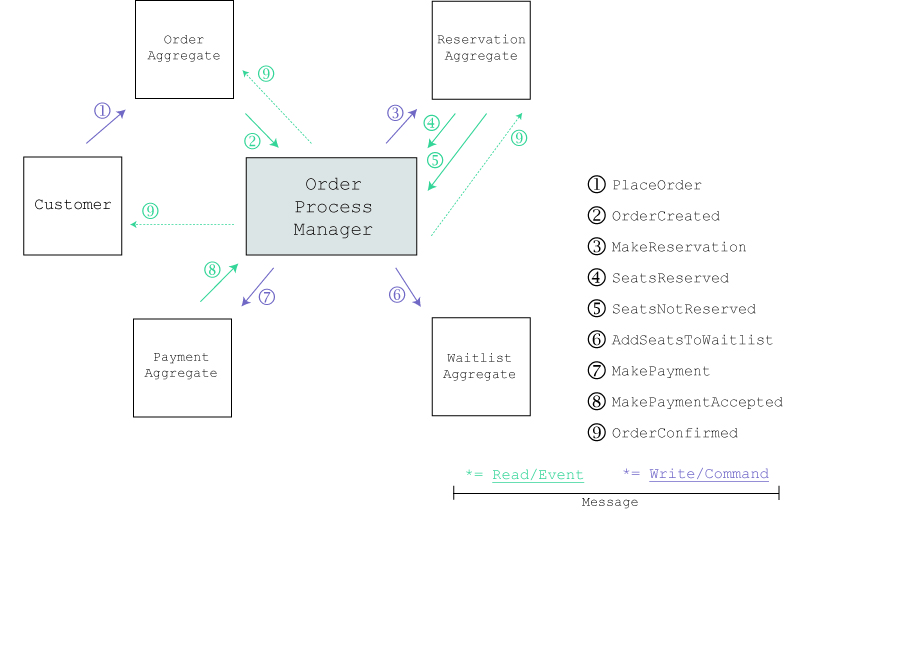 Order
Aggregate
Reservation
Aggregate
⑨
①
③
④
②
⑤
⑨
Customer
Order
Process
Manager
⑨
⑧
⑦
⑥
Payment
Aggregate
Waitlist
Aggregate
① PlaceOrder
② OrderCreated
③ MakeReservation
④ SeatsReserved
⑤ SeatsNotReserved
⑥ AddSeatsToWaitlist
⑦ MakePayment
⑧ MakePaymentAccepted
⑨ OrderConfirmed
*= Read/Event *= Write/Command
Message